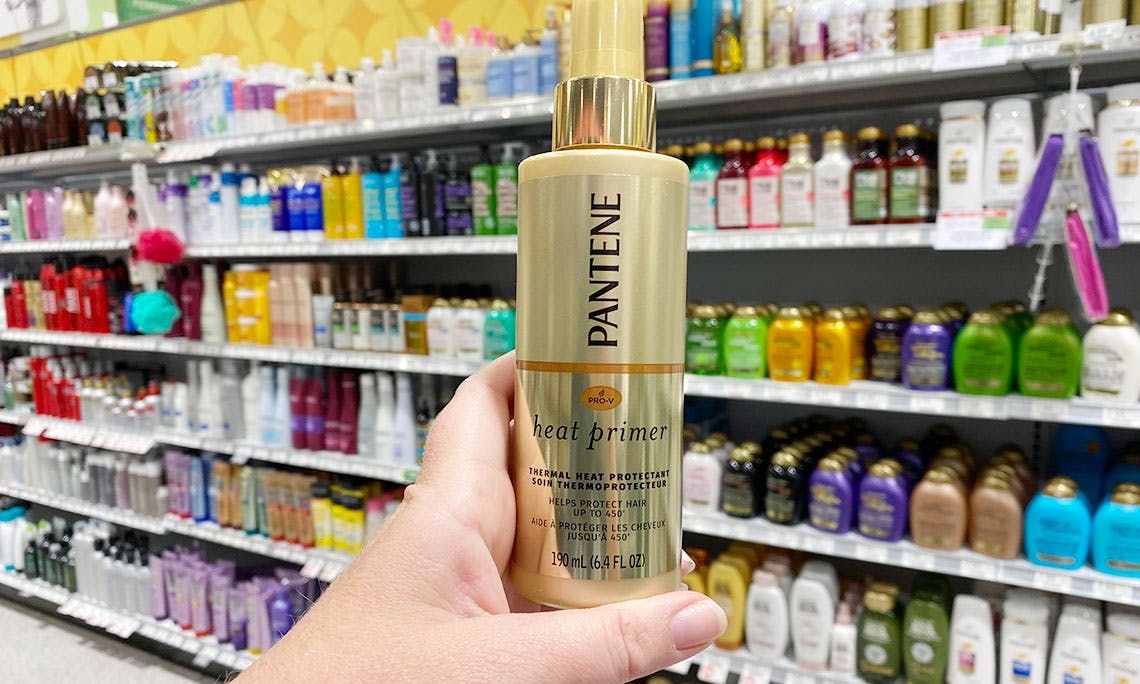 PANTENE
PRO-V
heat primer
THERMAL HEAT PROTECTANT
SOIN THERMOPROTECTEUR
HELPS PROTECT HAIR
UP TO 450°
AIDE À PROTÉGER LES CHEVEUX
JUSQU'À 450°
190 mL (6.4 FL OZ)